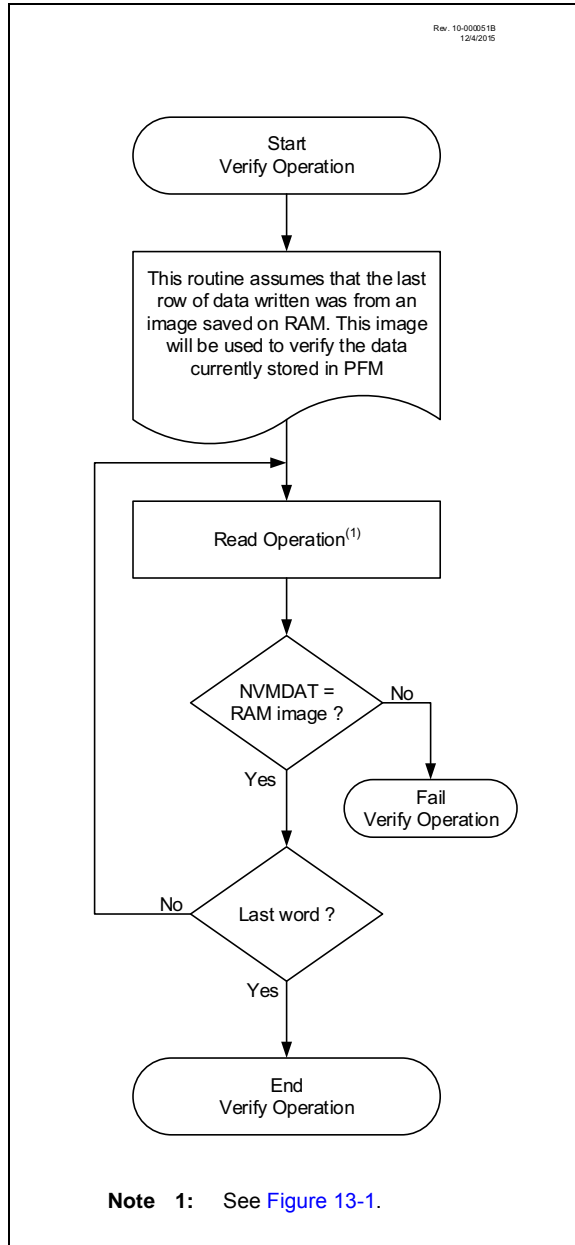 Rev. 10-000051B
12/4/2015
Start
Verify Operation
This routine assumes that the last
row of data written was from an
image saved on RAM. This image
will be used to verify the data
currently stored in PFM
Read Operation(1)
NVMDAT =
RAM image ?
No
Yes
Fail
Verify Operation
Last word ?
No
Yes
End
Verify Operation
Note 1: See Figure 13-1.